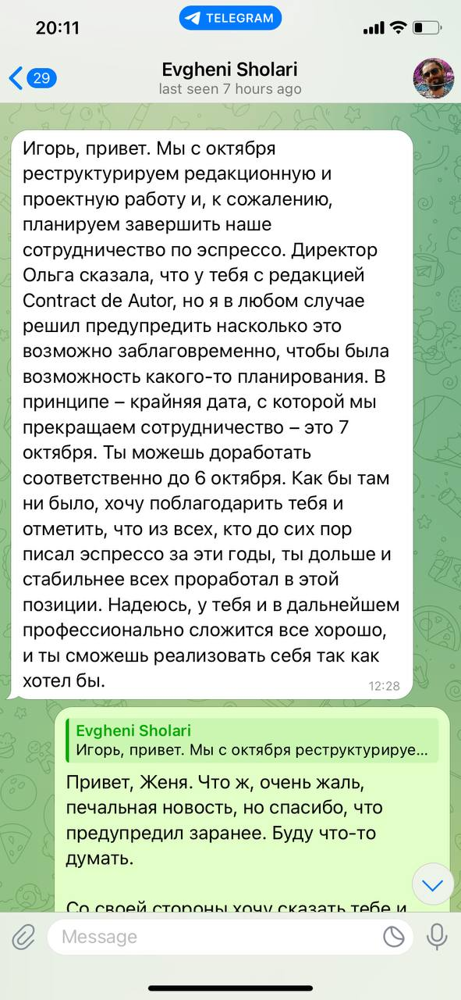 20:11
TELEGRAM
29
Evgheni Sholari
last seen 7 hours ago
Игорь, привет. Мы с октября
реструктурируем редакционную и
проектную работу и, к сожалению,
планируем завершить наше
сотрудничество по эспрессо. Директор
Ольга сказала, что у тебя с редакцией
Contract de Autor, но я в любом случае
решил предупредить насколько это
возможно заблаговременно, чтобы была
возможность какого-то планирования. В
принципе – крайняя дата, с которой мы
прекращаем сотрудничество – это 7
октября. Ты можешь доработать
соответственно до 6 октября. Как бы там
ни было, хочу поблагодарить тебя и
отметить, что из всех, кто до сих пор
писал эспрессо за эти годы, ты дольше и
стабильнее всех проработал в этой
позиции. Надеюсь, у тебя и в дальнейшем
профессионально сложится все хорошо,
и ты сможешь реализовать себя так как
хотел бы.
12:28
Evgheni Sholari
Игорь, привет. Мы с октября реструктурируе...
Привет, Женя. Что ж, очень жаль,
печальная новость, но спасибо, что
предупредил заранее. Буду что-то
думать.
Со своей стороны хочу сказать тебе и
Message